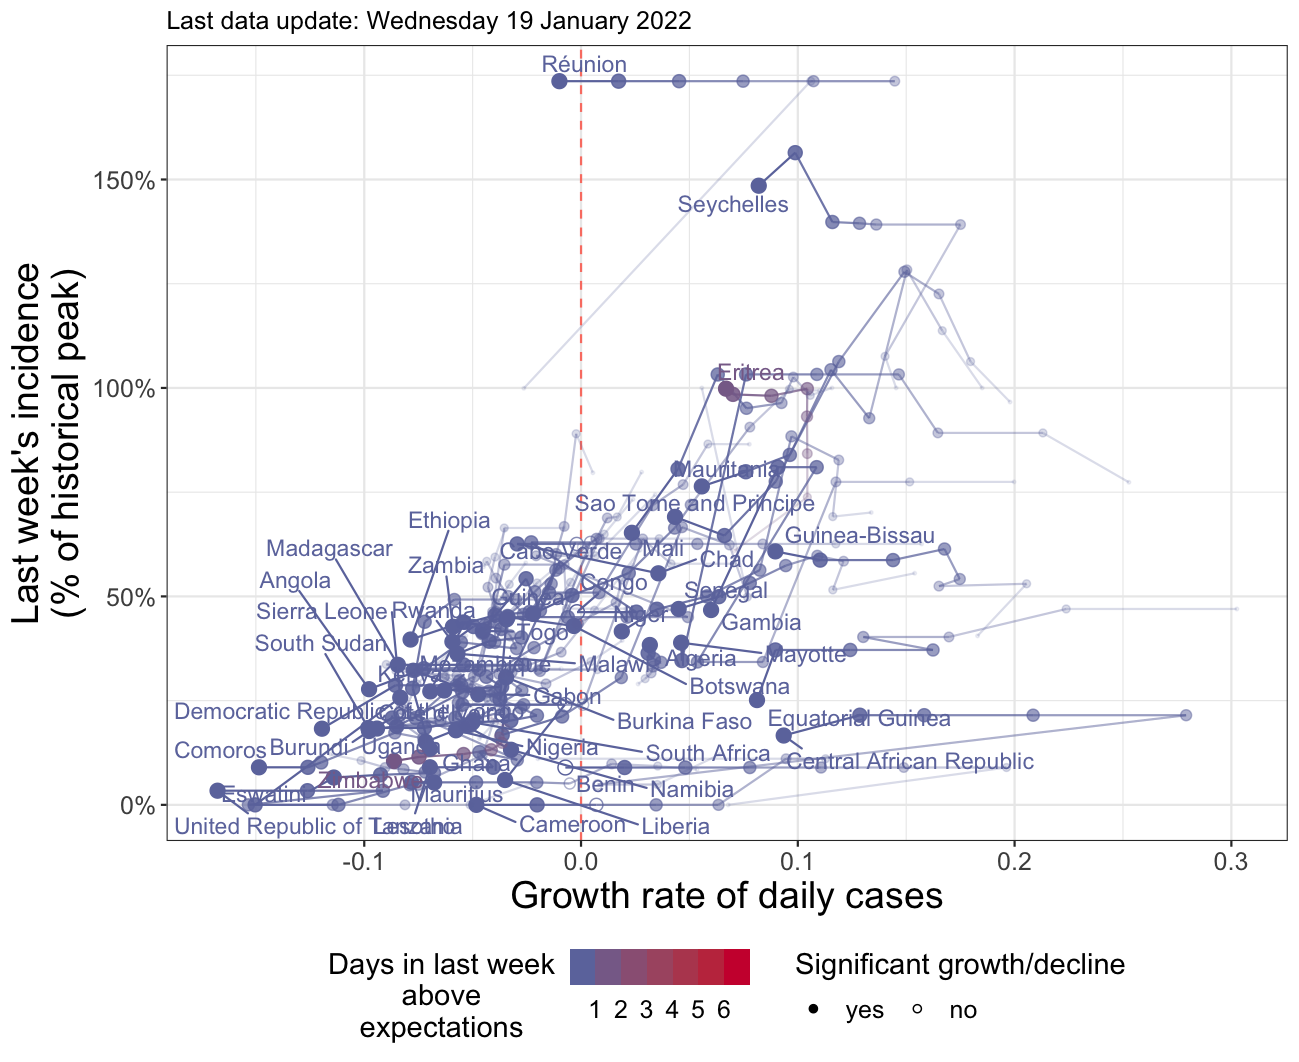 Last data update: Wednesday 19 January 2022
Last week's incidence
(% of historical peak)
150%
100%
50%
0%
Réunion
Seychelles
Eritrea
Mauritania
Sao Tome and Principe
Ethiopia
Guinea-Bissau
Madagascar
Cabo Verde
Mali
Chad
Zambia
Angola
Congo
Guinea
Senegal
Sierra Leone
Rwanda
Niger
Gambia
Togo
South Sudan
Mozambique
Malawi
Algeria
Mayotte
Kenya
Gabon
Botswana
Democratic Republic of the Congo
Burkina Faso
Equatorial Guinea
Comoros
Burundi
Uganda
Nigeria
South Africa
Central African Republic
Ghana
Zimbabwe
Benin
Namibia
Eswatini
Mauritius
United Republic of Tanzania
Lesotho
Cameroon
Liberia
-0.1
0.0
0.1
0.2
0.3
Growth rate of daily cases
Days in last week
above
expectations
1 2 3 4 5 6
Significant growth/decline
yes
no